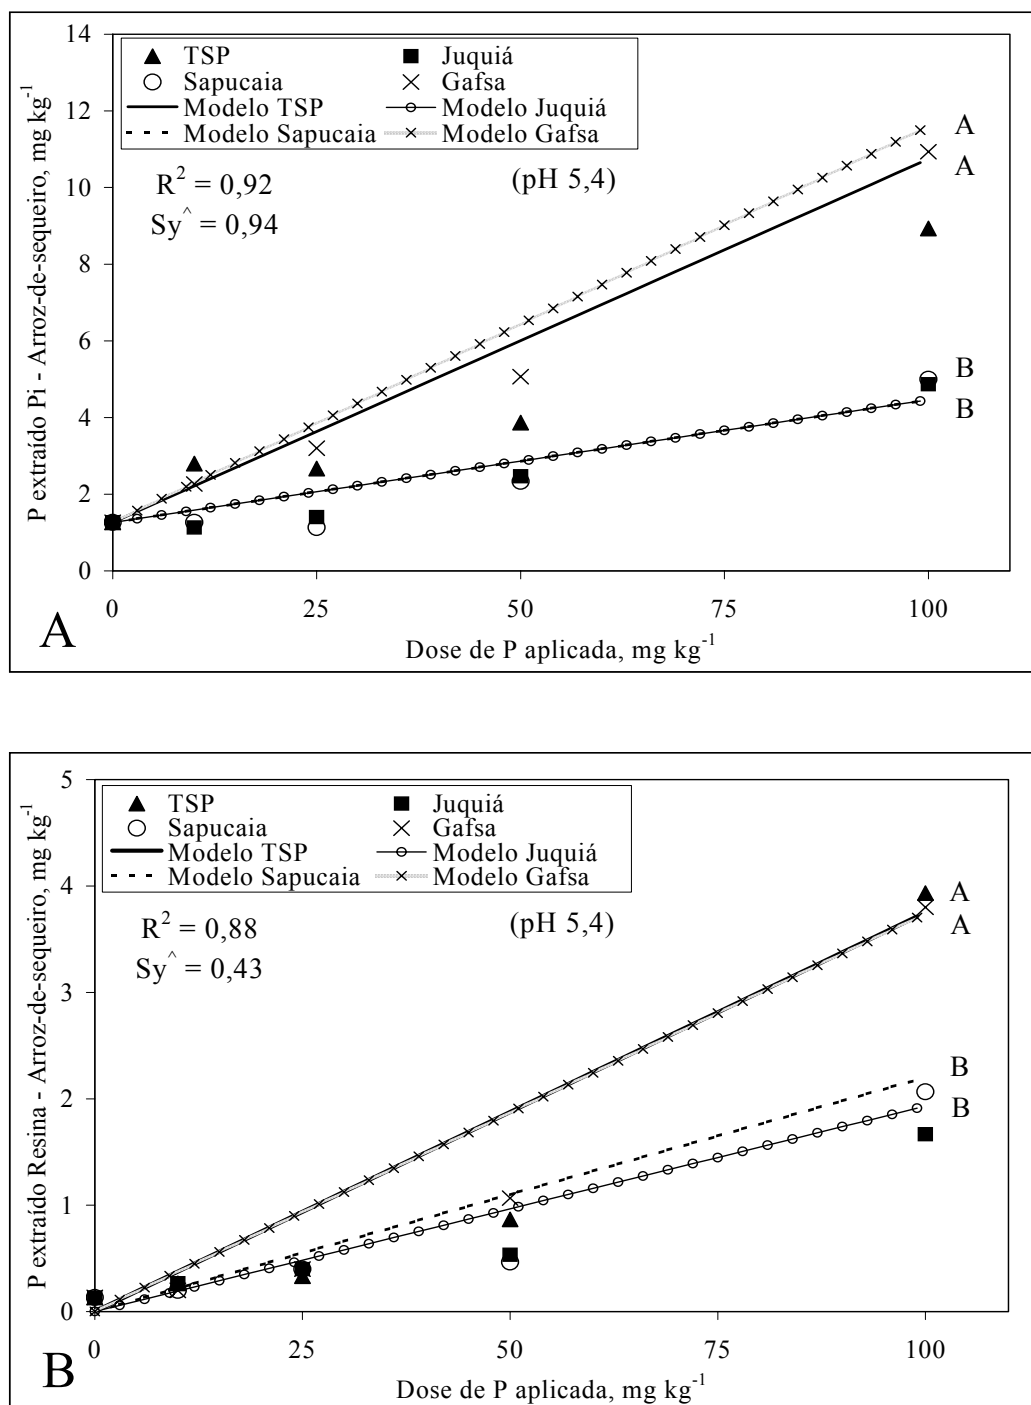 P extraído Pi - Arroz-de-sequeiro, mg kg-1
14
12
10
8
6
4
2
0
TSP Juquiá
Sapucaia Gafsa
Modelo TSP Modelo Juquiá
Modelo Sapucaia Modelo Gafsa
R2 = 0,92 (pH 5,4)
Sy^ = 0,94
A
A
B
B
0 25 50 75 100
A
Dose de P aplicada, mg kg-1
P extraído Resina - Arroz-de-sequeiro, mg kg-1
5
4
3
2
1
0
TSP Juquiá
Sapucaia Gafsa
Modelo TSP Modelo Juquiá
Modelo Sapucaia Modelo Gafsa
R2 = 0,88 (pH 5,4)
Sy^ = 0,43
A
A
B
B
0 25 50 75 100
B
Dose de P aplicada, mg kg-1